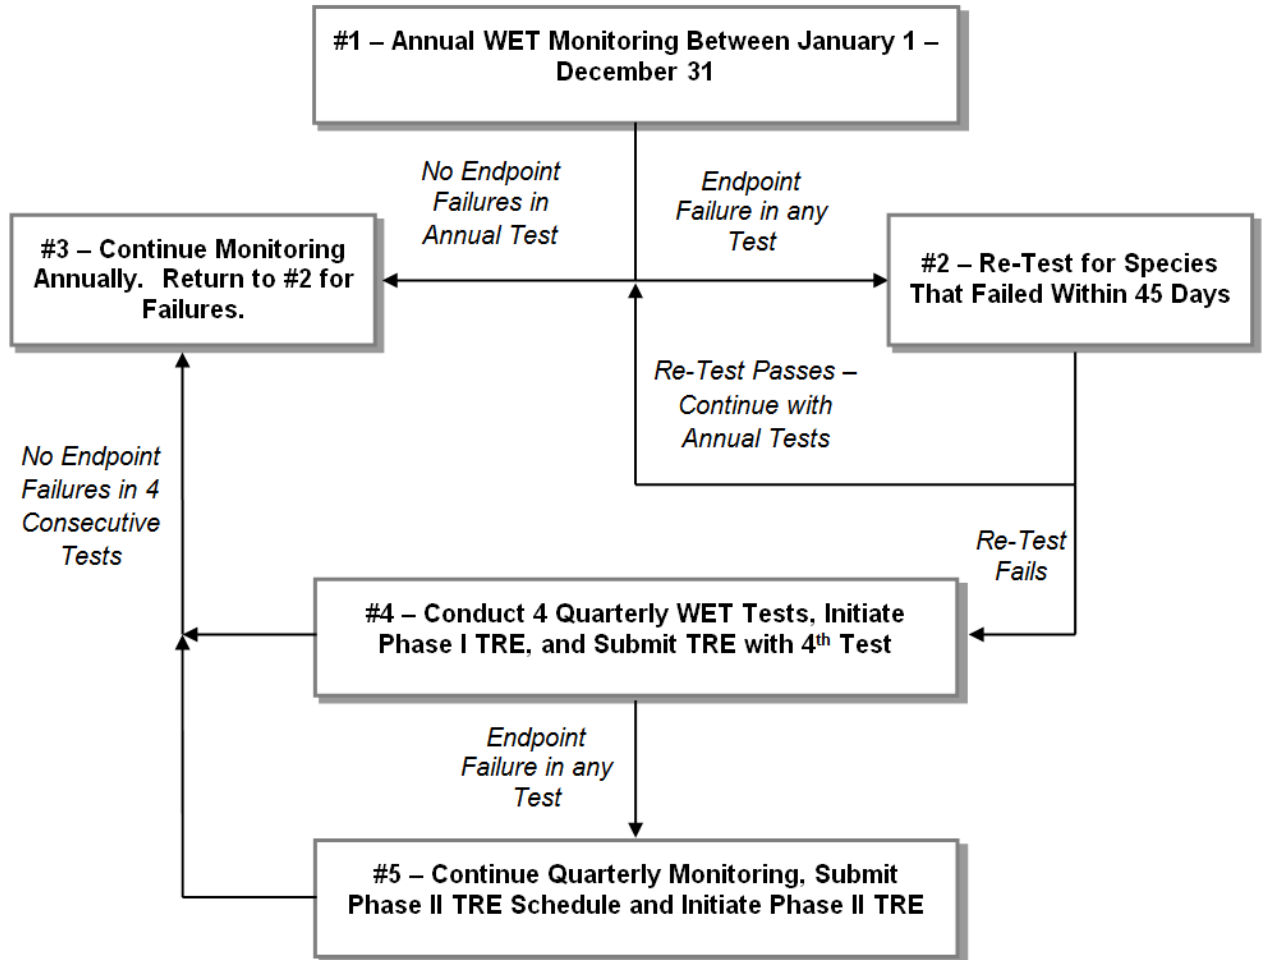 #1 – Annual WET Monitoring Between January 1 –
December 31
No Endpoint
Failures in
Annual Test
Endpoint
Failure in any
Test
#3 – Continue Monitoring
Annually.  Return to #2 for
Failures.
#2 – Re-Test for Species
That Failed Within 45 Days
Re-Test Passes –
Continue with
Annual Tests
No Endpoint
Failures in 4
Consecutive
Tests
Re-Test
Fails
#4 – Conduct 4 Quarterly WET Tests, Initiate
Phase I TRE, and Submit TRE with 4th Test
Endpoint
Failure in any
Test
#5 – Continue Quarterly Monitoring, Submit
Phase II TRE Schedule and Initiate Phase II TRE